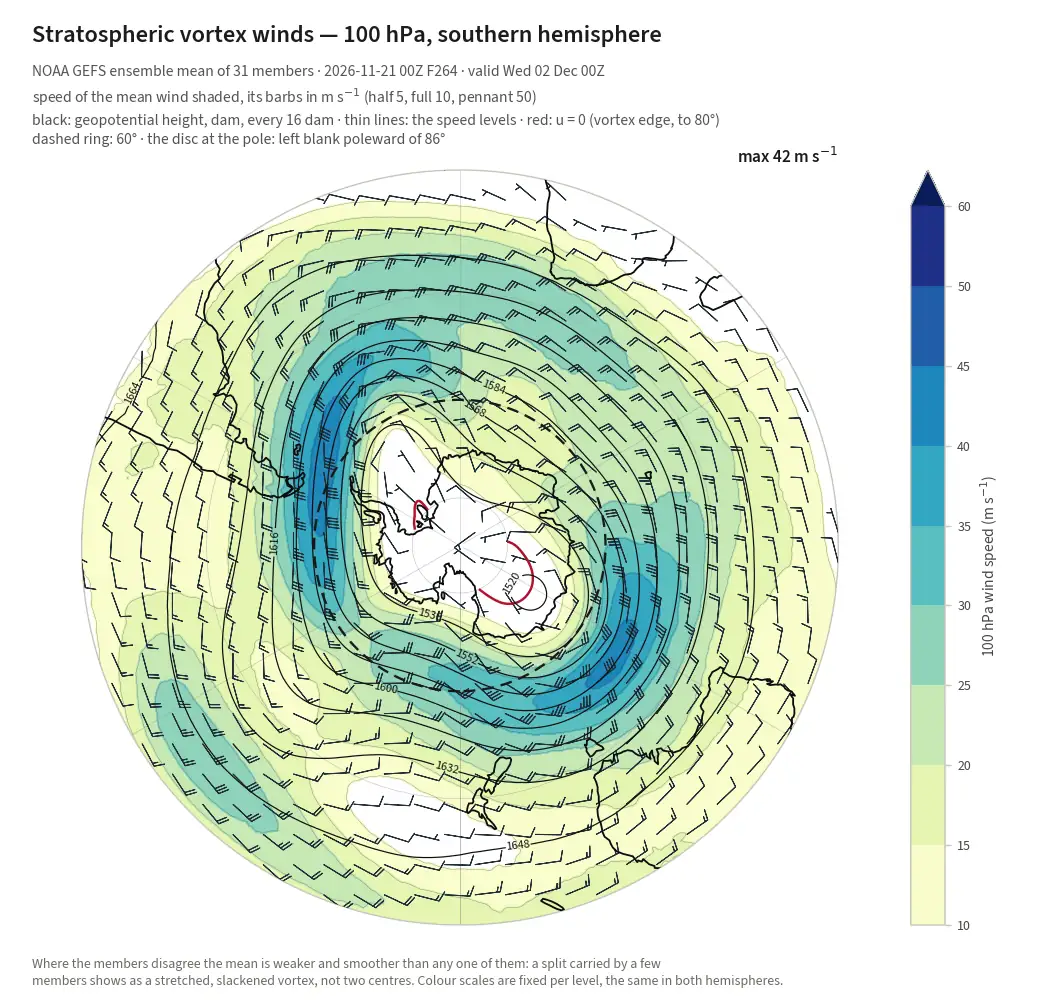 Stratospheric vortex winds — 100 hPa, southern hemisphere
NOAA GEFS ensemble mean of 31 members · 2026-11-21 00Z F264 · valid Wed 02 Dec 00Z
speed of the mean wind shaded, its barbs in m s⁻¹ (half 5, full 10, pennant 50)
black: geopotential height, dam, every 16 dam · thin lines: the speed levels · red: u = 0 (vortex edge, to 80°)
dashed ring: 60° · the disc at the pole: left blank poleward of 86°
max 42 m s⁻¹
60
50
45
40
35
30
25
20
15
10
100 hPa wind speed (m s⁻¹)
1664
1584
1568
1616
1520
1552
1600
1632
1648
Where the members disagree the mean is weaker and smoother than any one of them: a split carried by a few
members shows as a stretched, slackened vortex, not two centres. Colour scales are fixed per level, the same in both hemispheres.